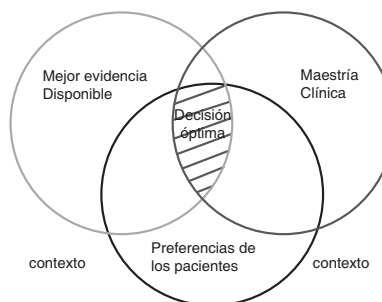 Mejor evidencia
Disponible
Maestría
Clínica
Decisión
óptima
Preferencias de
los pacientes
contexto
contexto